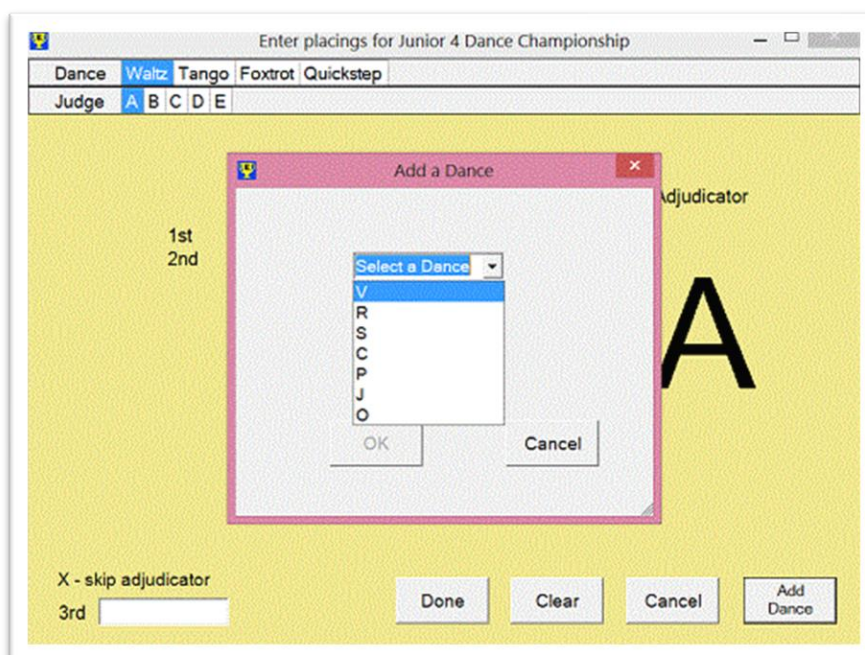 Enter placings for Junior 4 Dance Championship
Dance Waltz Tango Foxtrot Quickstep
Judge A B C D E
Add a Dance
Adjudicator
1st
2nd
Select a Dance
V
R
S
C
P
J
O
A
OK Cancel
X - skip adjudicator
3rd
Done Clear Cancel Add Dance